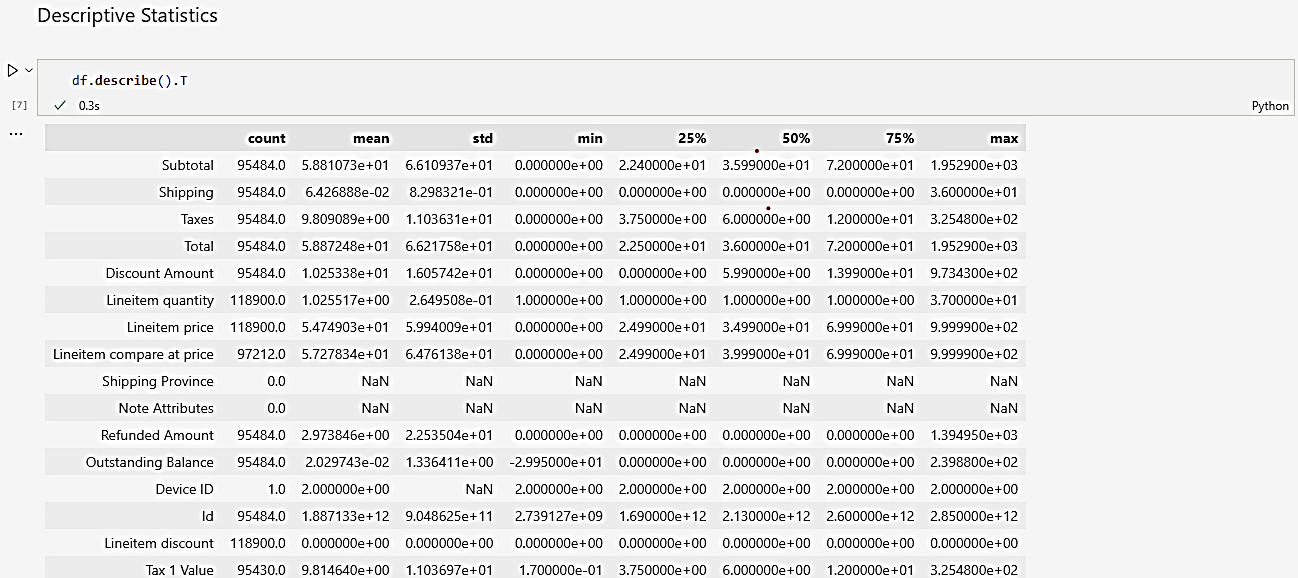 Descriptive Statistics
df.describe().T
[7] 0.3s Python
...
count mean std min 25% 50% 75% max
Subtotal 95484.0 5.881073e+01 6.610937e+01 0.000000e+00 2.240000e+01 3.599000e+01 7.200000e+01 1.952900e+03
Shipping 95484.0 6.426888e-02 8.298321e-01 0.000000e+00 0.000000e+00 0.000000e+00 0.000000e+00 3.600000e+01
Taxes 95484.0 9.809089e+00 1.103631e+01 0.000000e+00 3.750000e+00 6.000000e+00 1.200000e+01 3.254800e+02
Total 95484.0 5.887248e+01 6.621758e+01 0.000000e+00 2.250000e+01 3.600000e+01 7.200000e+01 1.952900e+03
Discount Amount 95484.0 1.025338e+01 1.605742e+01 0.000000e+00 0.000000e+00 5.990000e+00 1.399000e+01 9.734300e+02
Lineitem quantity 118900.0 1.025517e+00 2.649508e-01 1.000000e+00 1.000000e+00 1.000000e+00 1.000000e+00 3.700000e+01
Lineitem price 118900.0 5.474903e+01 5.994009e+01 0.000000e+00 2.499000e+01 3.499000e+01 6.999000e+01 9.999900e+02
Lineitem compare at price 97212.0 5.727834e+01 6.476138e+01 0.000000e+00 2.499000e+01 3.999000e+01 6.999000e+01 9.999900e+02
Shipping Province 0.0 NaN NaN NaN NaN NaN NaN NaN
Note Attributes 0.0 NaN NaN NaN NaN NaN NaN NaN
Refunded Amount 95484.0 2.973846e+00 2.253504e+01 0.000000e+00 0.000000e+00 0.000000e+00 0.000000e+00 1.394950e+03
Outstanding Balance 95484.0 2.029743e-02 1.336411e+00 -2.995000e+01 0.000000e+00 0.000000e+00 0.000000e+00 2.398800e+02
Device ID 1.0 2.000000e+00 NaN 2.000000e+00 2.000000e+00 2.000000e+00 2.000000e+00 2.000000e+00
Id 95484.0 1.887133e+12 9.048625e+11 2.739127e+09 1.690000e+12 2.130000e+12 2.600000e+12 2.850000e+12
Lineitem discount 118900.0 0.000000e+00 0.000000e+00 0.000000e+00 0.000000e+00 0.000000e+00 0.000000e+00 0.000000e+00
Tax 1 Value 95430.0 9.814640e+00 1.103697e+01 1.700000e-01 3.750000e+00 6.000000e+00 1.200000e+01 3.254800e+02